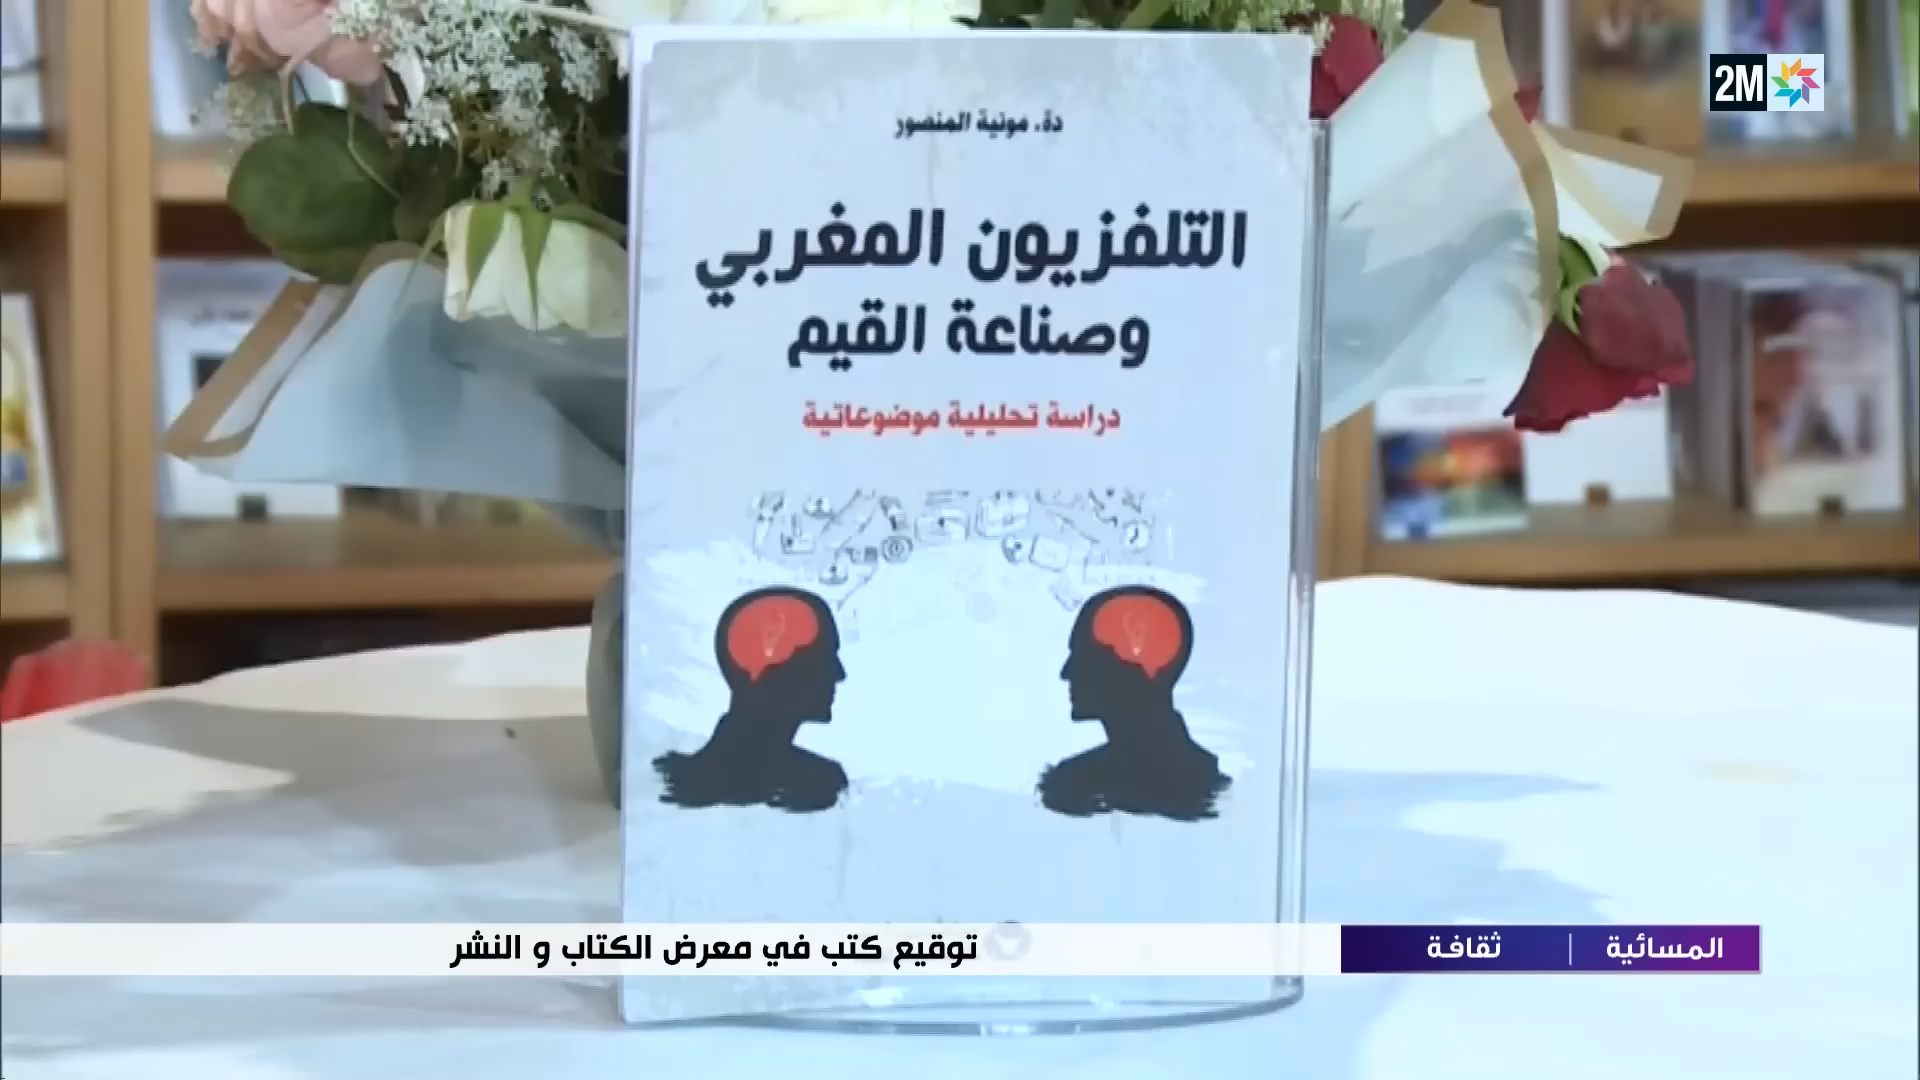 2M
دة. مونية المنصور
التلفزيون المغربي
وصناعة القيم
دراسة تحليلية موضوعاتية
المسائية | ثقافة
توقيع كتب في معرض الكتاب و النشر